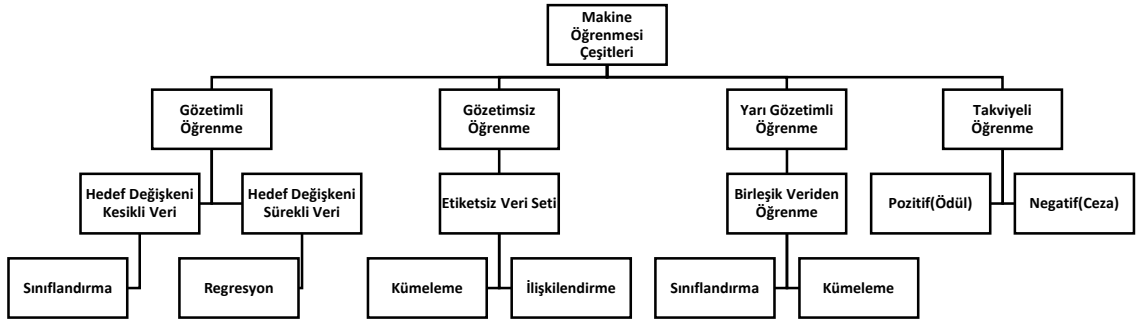 Makine
Öğrenmesi
Çeşitleri
Gözetimli
Öğrenme
Gözetimsiz
Öğrenme
Yarı Gözetimli
Öğrenme
Takviyeli
Öğrenme
Hedef Değişkeni
Kesikli Veri
Hedef Değişkeni
Sürekli Veri
Etiketsiz Veri Seti
Birleşik Veriden
Öğrenme
Pozitif(Ödül)
Negatif(Ceza)
Sınıflandırma
Regresyon
Kümeleme
İlişkilendirme
Sınıflandırma
Kümeleme